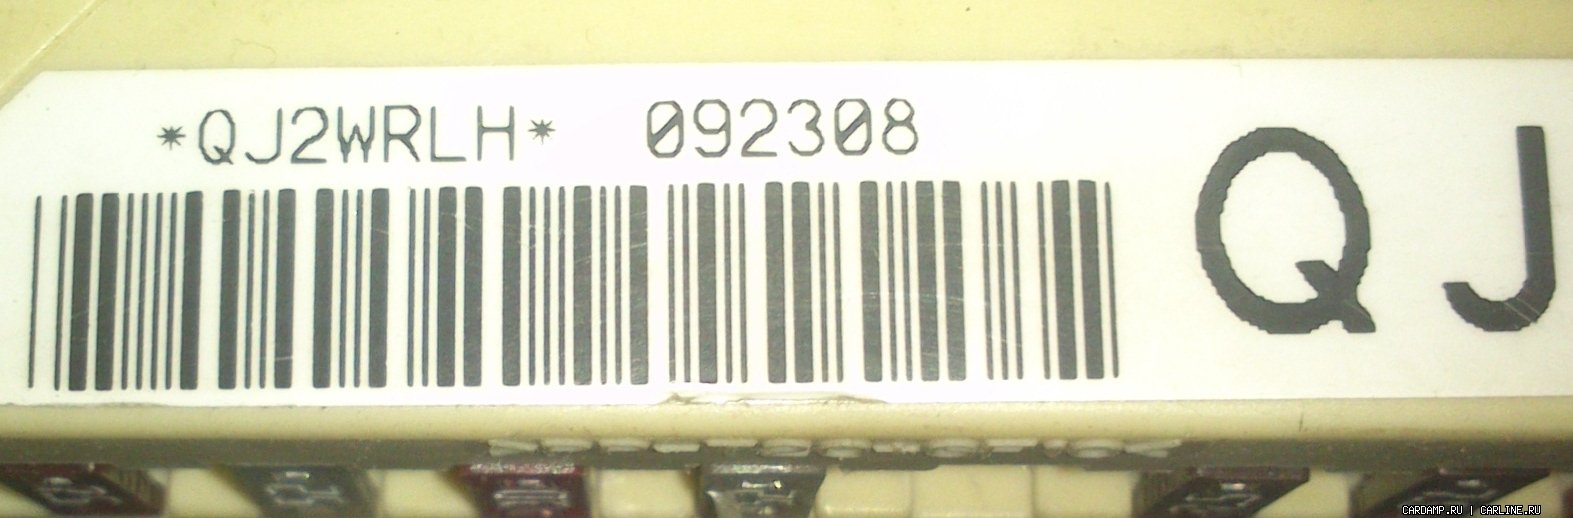 *QJ2WRLH* 092308
QJ
CARDAMP.RU | CARLINE.RU